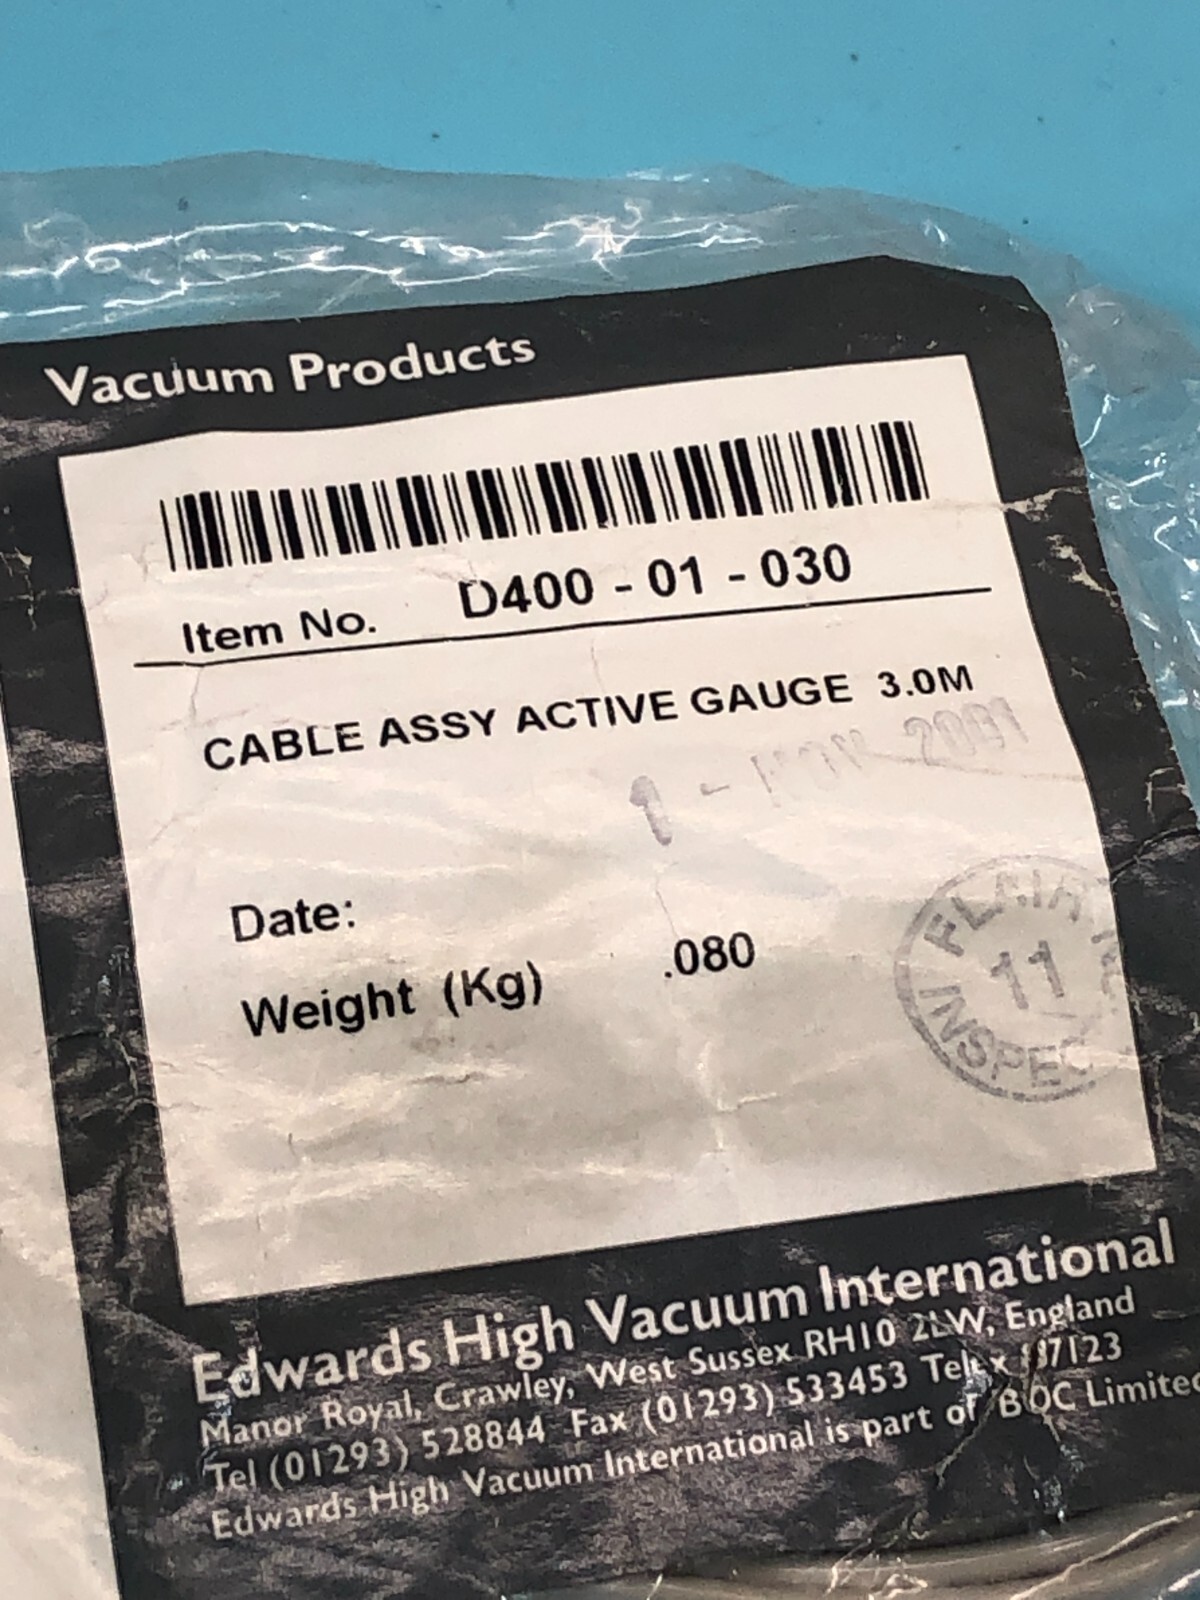 Vacuum Products
Item No. D400 - 01 - 030
CABLE ASSY ACTIVE GAUGE 3.0M
1 - NOV 2001
Date:
Weight (Kg) .080
11
INSPEC
Edwards High Vacuum International
Manor Royal, Crawley, West Sussex RH10 2LW, England
Tel (01293) 528844 Fax (01293) 533453 Telex 87123
Edwards High Vacuum International is part of BOC Limited